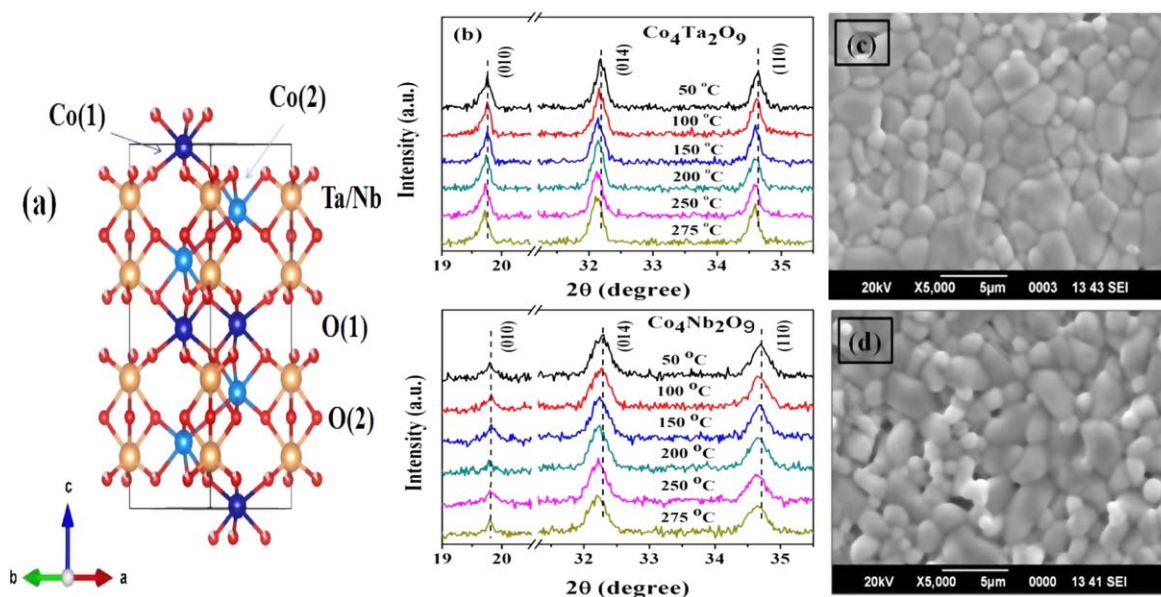 (a)
Co(1)
Co(2)
Ta/Nb
O(1)
O(2)
c
b
a
(b)
Co₄Ta₂O₉
(010)
(014)
(110)
50 °C
100 °C
150 °C
200 °C
250 °C
275 °C
Intensity (a.u.)
19 20 32 33 34 35
2θ (degree)
Co₄Nb₂O₉
(010)
(014)
(110)
50 °C
100 °C
150 °C
200 °C
250 °C
275 °C
Intensity (a.u.)
19 20 32 33 34 35
2θ (degree)
(c)
20kV X5,000 5μm 0003 13 43 SEI
(d)
20kV X5,000 5μm 0000 13 41 SEI